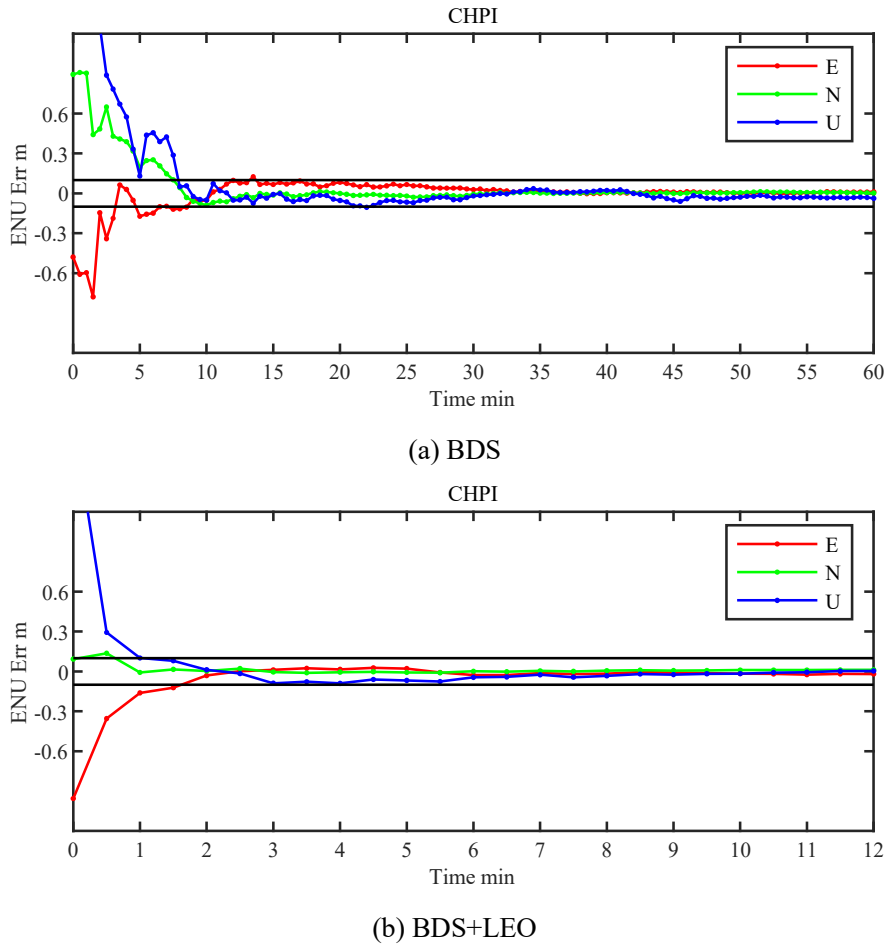 CHPI
E
N
U
0.6
0.3
0
-0.3
-0.6
ENU Err m
0 5 10 15 20 25 30 35 40 45 50 55 60
Time min
(a) BDS
CHPI
E
N
U
0.6
0.3
0
-0.3
-0.6
ENU Err m
0 1 2 3 4 5 6 7 8 9 10 11 12
Time min
(b) BDS+LEO